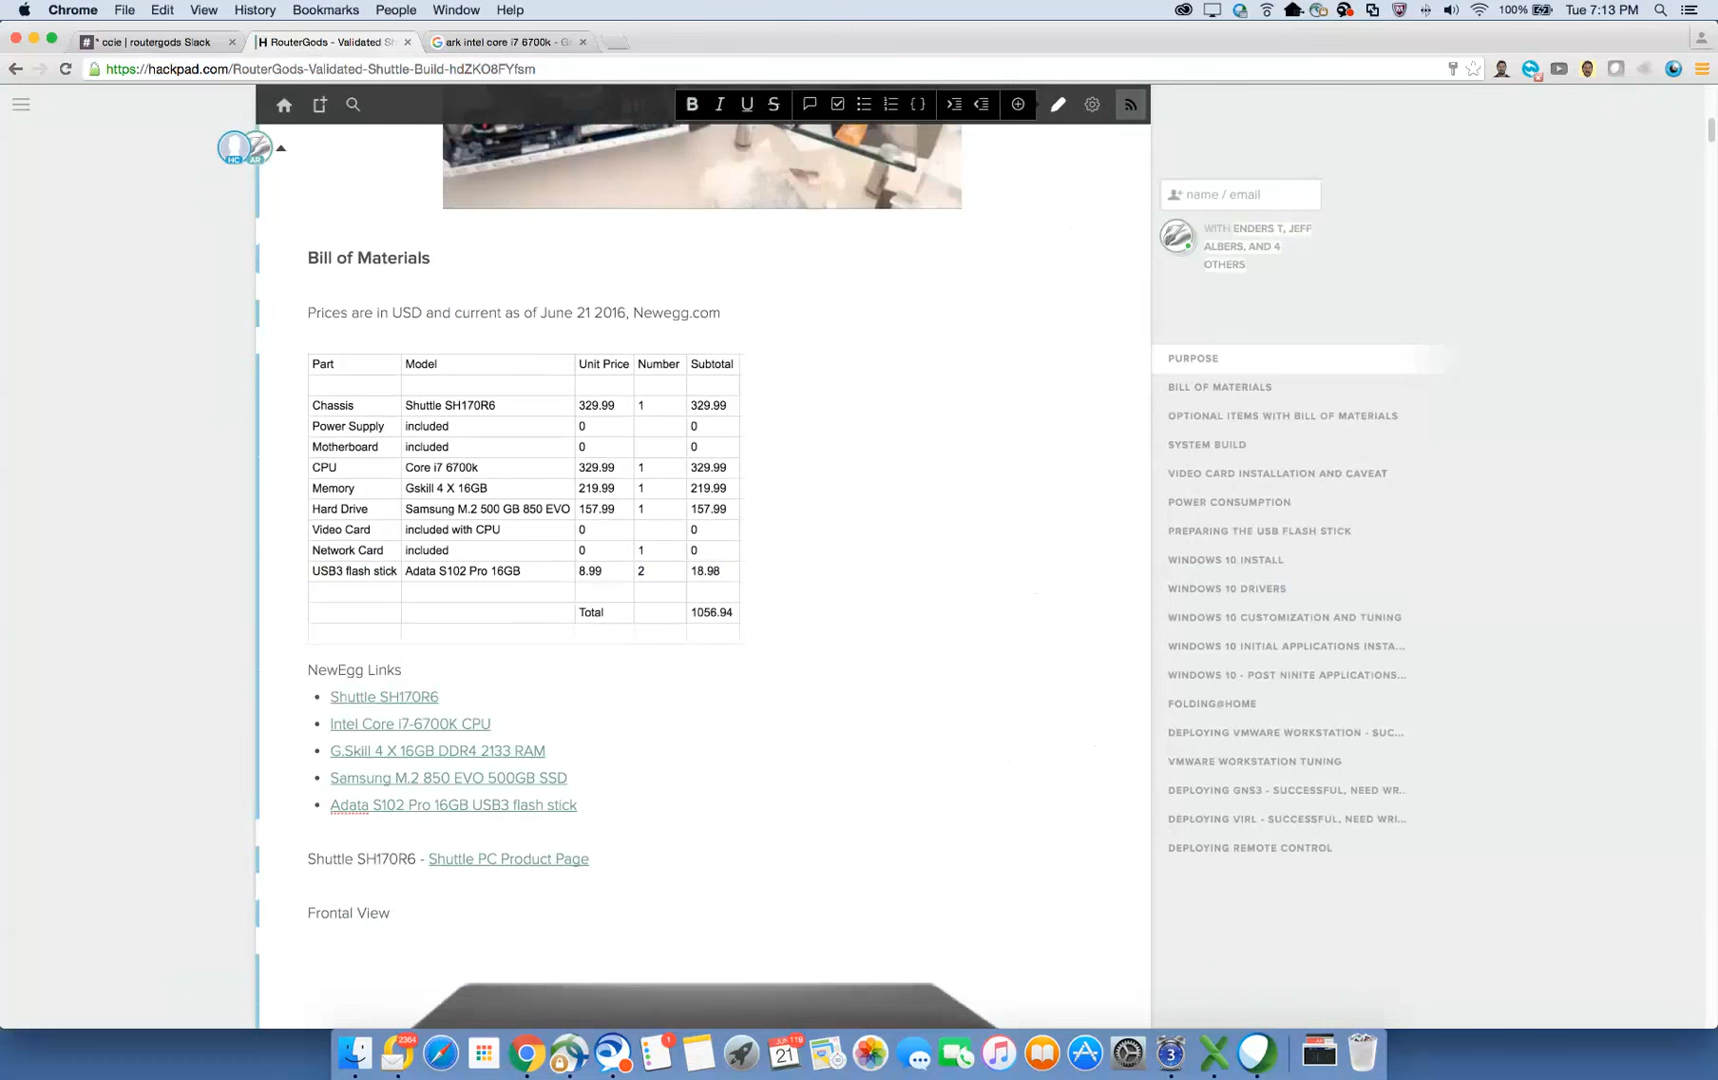 Chrome File Edit View History Bookmarks People Window Help 100% Tue 7:13 PM
* ccie | routergods Slack RouterGods - Validated Sh ark intel core i7 6700k - G
https://hackpad.com/RouterGods-Validated-Shuttle-Build-hdZKO8FYfsm
B I U S
HC AR
name / email
WITH ENDERS T, JEFF
ALBERS, AND 4
OTHERS
Bill of Materials
Prices are in USD and current as of June 21 2016, Newegg.com
Part Model Unit Price Number Subtotal
Chassis Shuttle SH170R6 329.99 1 329.99
Power Supply included 0 0
Motherboard included 0 0
CPU Core i7 6700k 329.99 1 329.99
Memory Gskill 4 X 16GB 219.99 1 219.99
Hard Drive Samsung M.2 500 GB 850 EVO 157.99 1 157.99
Video Card included with CPU 0 0
Network Card included 0 1 0
USB3 flash stick Adata S102 Pro 16GB 8.99 2 18.98
Total 1056.94
NewEgg Links
• Shuttle SH170R6
• Intel Core i7-6700K CPU
• G.Skill 4 X 16GB DDR4 2133 RAM
• Samsung M.2 850 EVO 500GB SSD
• Adata S102 Pro 16GB USB3 flash stick
Shuttle SH170R6 - Shuttle PC Product Page
Frontal View
PURPOSE
BILL OF MATERIALS
OPTIONAL ITEMS WITH BILL OF MATERIALS
SYSTEM BUILD
VIDEO CARD INSTALLATION AND CAVEAT
POWER CONSUMPTION
PREPARING THE USB FLASH STICK
WINDOWS 10 INSTALL
WINDOWS 10 DRIVERS
WINDOWS 10 CUSTOMIZATION AND TUNING
WINDOWS 10 INITIAL APPLICATIONS INSTA...
WINDOWS 10 - POST NINITE APPLICATIONS...
FOLDING@HOME
DEPLOYING VMWARE WORKSTATION - SUC...
VMWARE WORKSTATION TUNING
DEPLOYING GNS3 - SUCCESSFUL, NEED WR...
DEPLOYING VIRL - SUCCESSFUL, NEED WRI...
DEPLOYING REMOTE CONTROL
2364 1 JUN 119 21 3